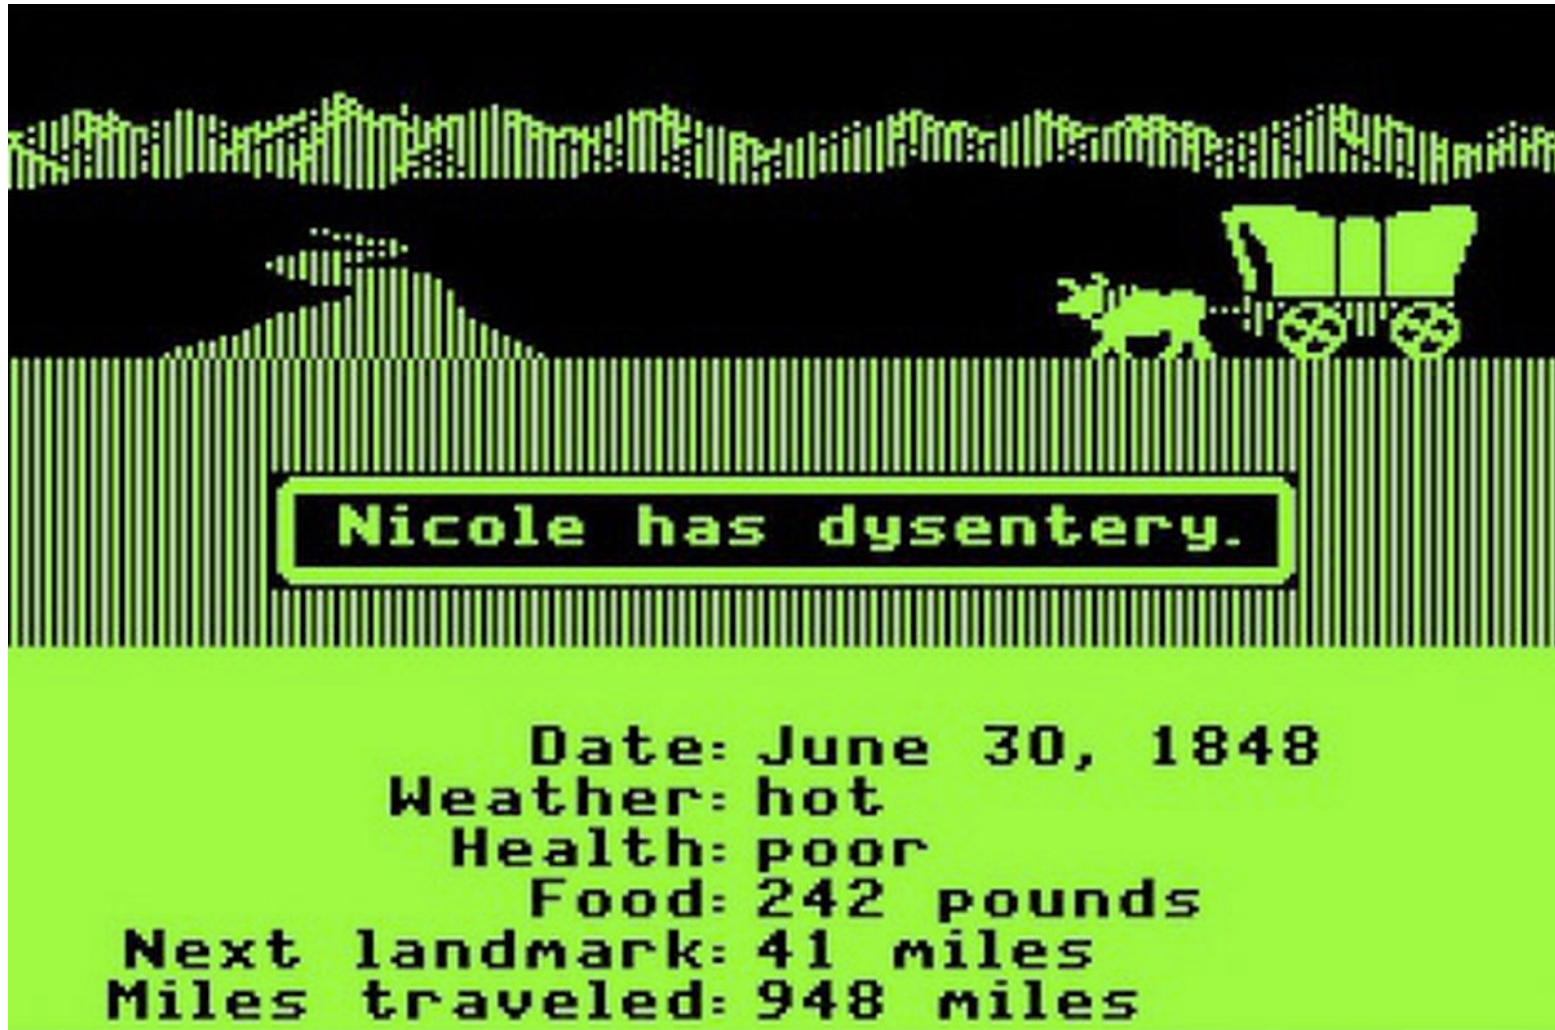 Nicole has dysentery.
Date: June 30, 1848
Weather: hot
Health: poor
Food: 242 pounds
Next landmark: 41 miles
Miles traveled: 948 miles